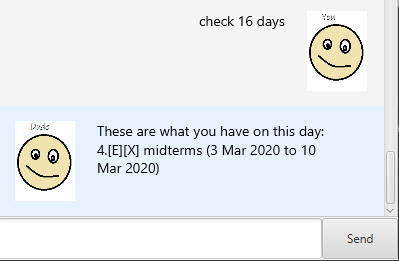 check 16 days
You
Dude
These are what you have on this day:
4.[E][X] midterms (3 Mar 2020 to 10
Mar 2020)
Send